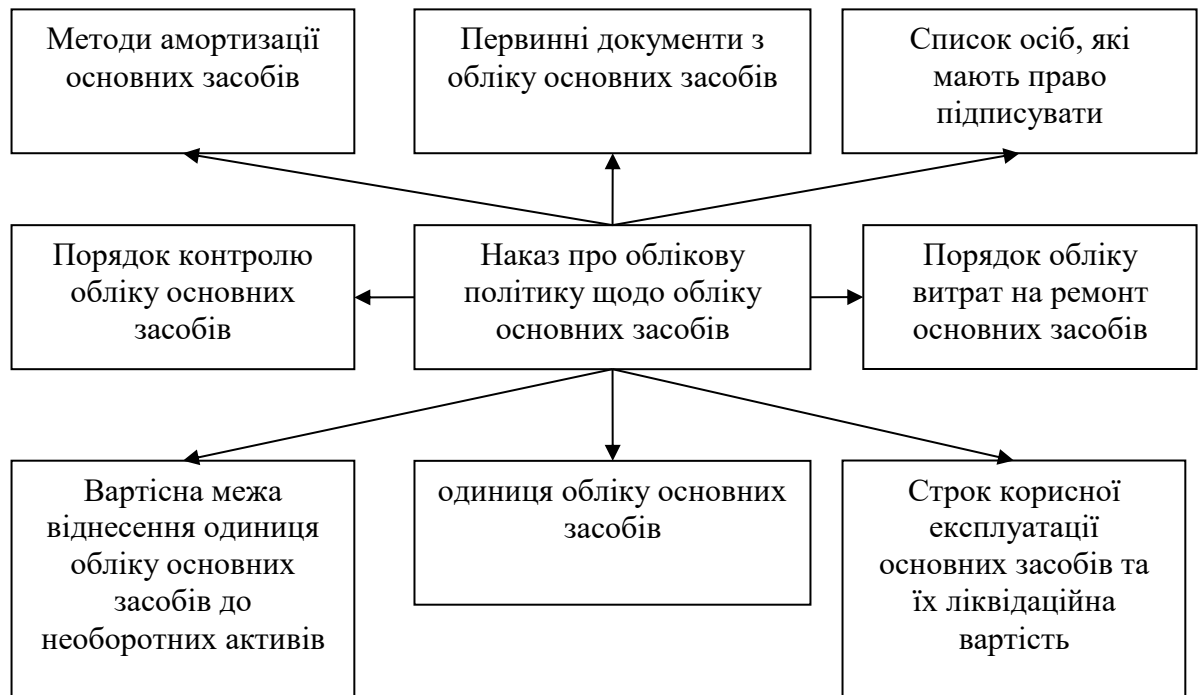 Методи амортизації
основних засобів
Первинні документи з
обліку основних засобів
Список осіб, які
мають право
підписувати
Порядок контролю
обліку основних
засобів
Наказ про облікову
політику щодо обліку
основних засобів
Порядок обліку
витрат на ремонт
основних засобів
Вартісна межа
віднесення одиниця
обліку основних
засобів до
необоротних активів
одиниця обліку основних
засобів
Строк корисної
експлуатації
основних засобів та
їх ліквідаційна
вартість